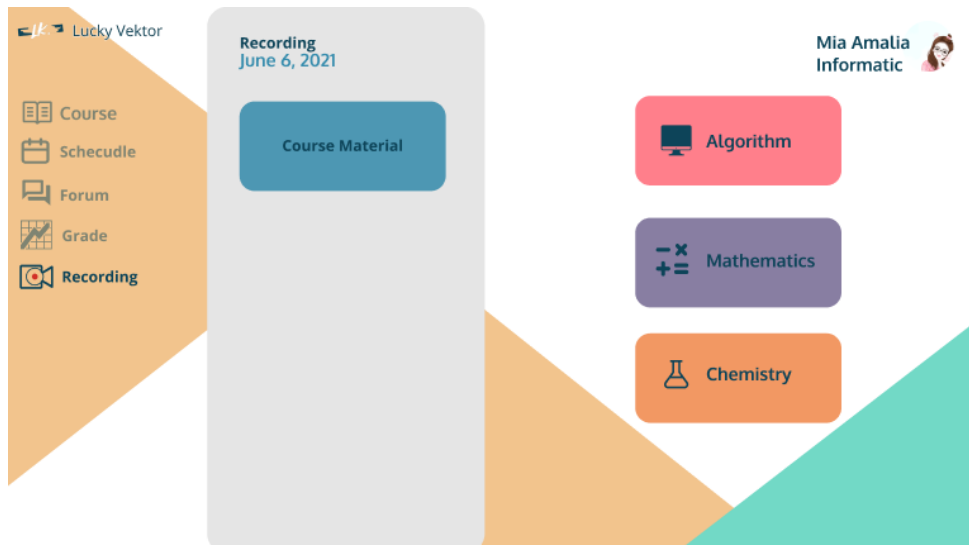 Lucky Vektor
Course
Schecudle
Forum
Grade
Recording
Recording
June 6, 2021
Course Material
Mia Amalia
Informatic
Algorithm
Mathematics
Chemistry